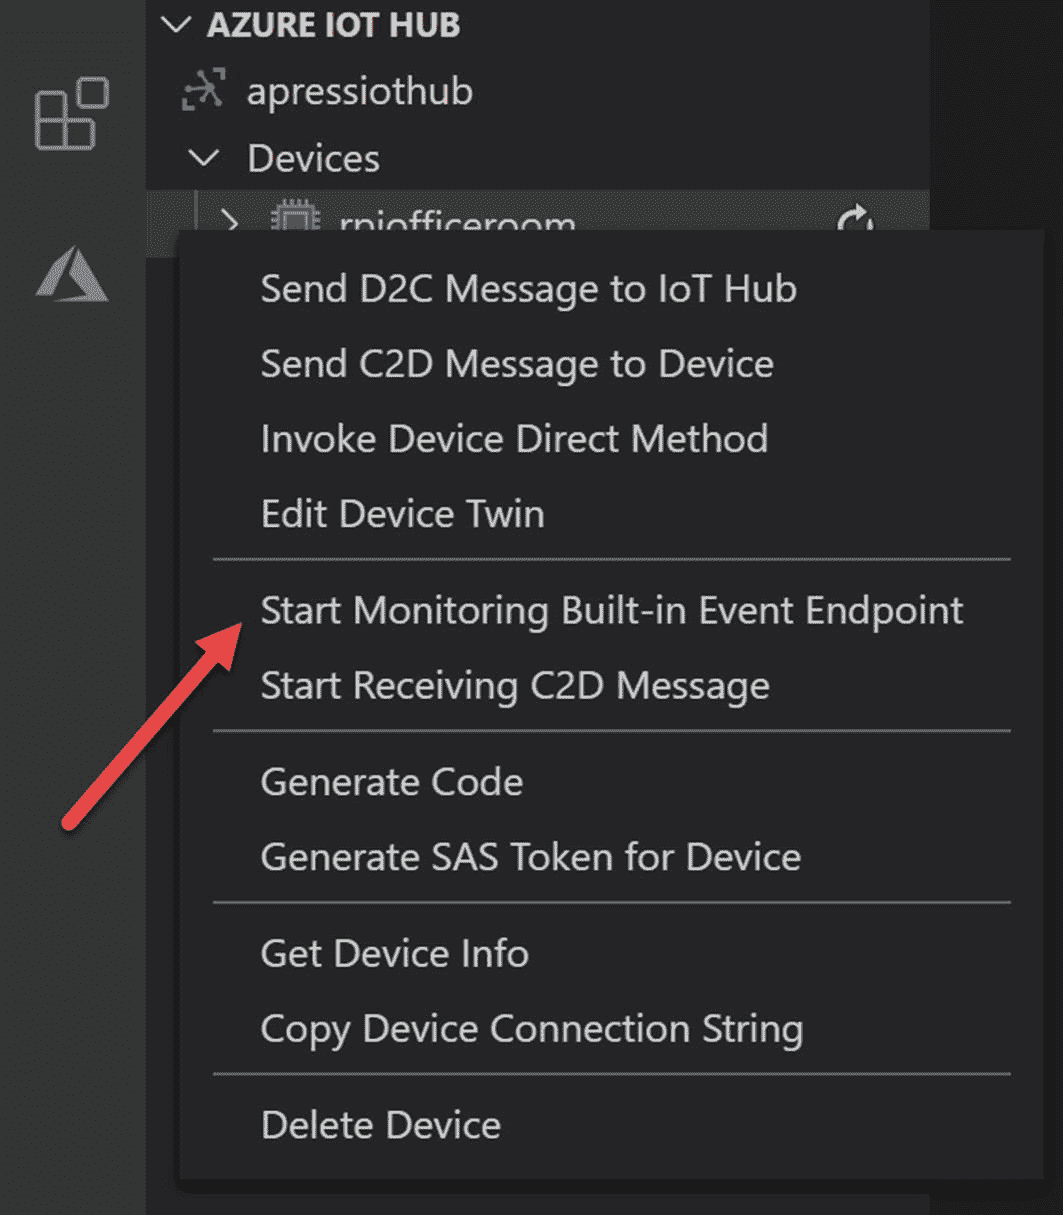 AZURE IOT HUB
apressiothub
Devices
rpiofficeroom
Send D2C Message to IoT Hub
Send C2D Message to Device
Invoke Device Direct Method
Edit Device Twin
Start Monitoring Built-in Event Endpoint
Start Receiving C2D Message
Generate Code
Generate SAS Token for Device
Get Device Info
Copy Device Connection String
Delete Device